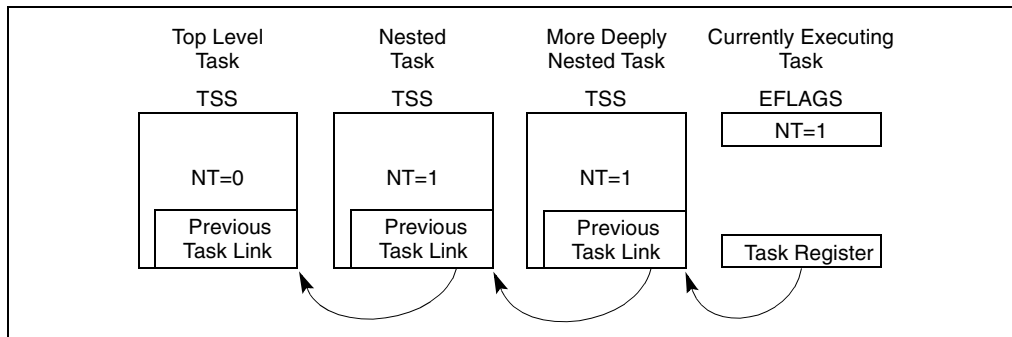 Top Level
Task
Nested
Task
More Deeply
Nested Task
Currently Executing
Task
TSS
TSS
TSS
EFLAGS
NT=1
NT=0
NT=1
NT=1
Previous
Task Link
Previous
Task Link
Previous
Task Link
Task Register